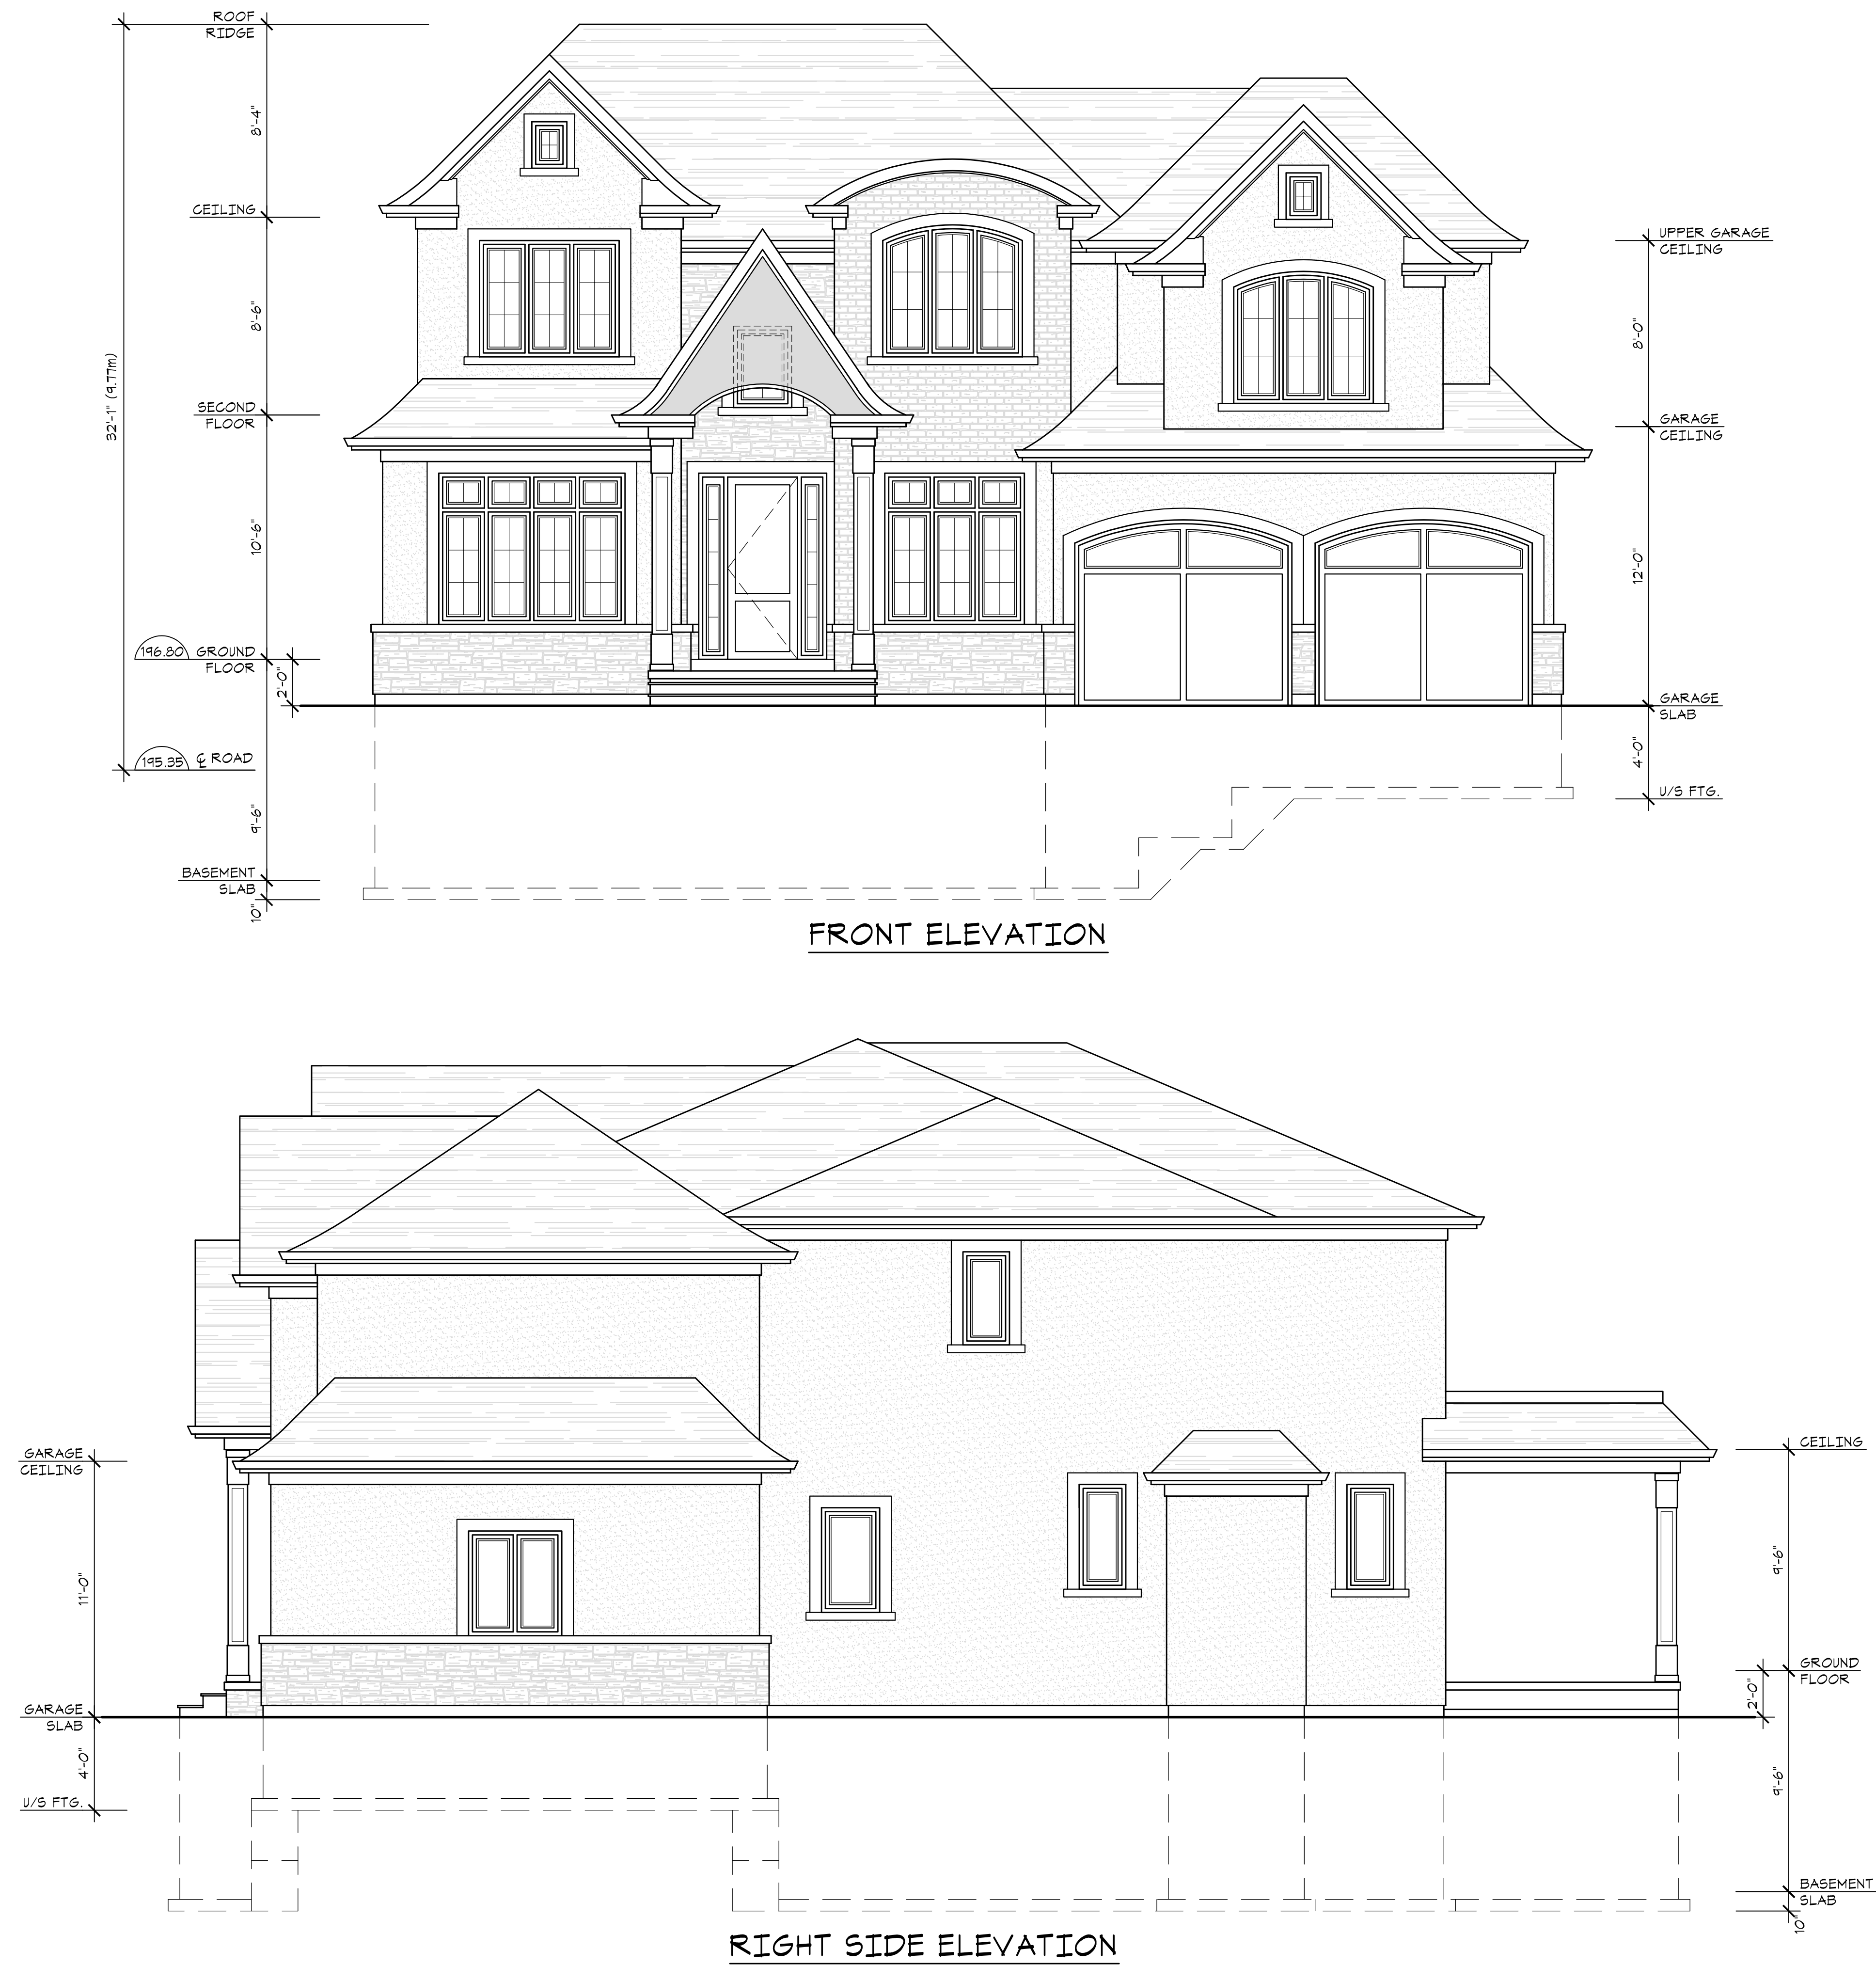 ROOF
RIDGE
8'-4"
CEILING
8'-6"
SECOND
FLOOR
32'-1" (9.77m)
10'-6"
196.80 GROUND
FLOOR
2'-0"
195.35 ℄ ROAD
9'-6"
BASEMENT
SLAB
10"
UPPER GARAGE
CEILING
8'-0"
GARAGE
CEILING
12'-0"
GARAGE
SLAB
4'-0"
U/S FTG.
FRONT ELEVATION
GARAGE
CEILING
11'-0"
GARAGE
SLAB
4'-0"
U/S FTG.
CEILING
9'-6"
GROUND
FLOOR
2'-0"
9'-6"
BASEMENT
SLAB
10"
RIGHT SIDE ELEVATION